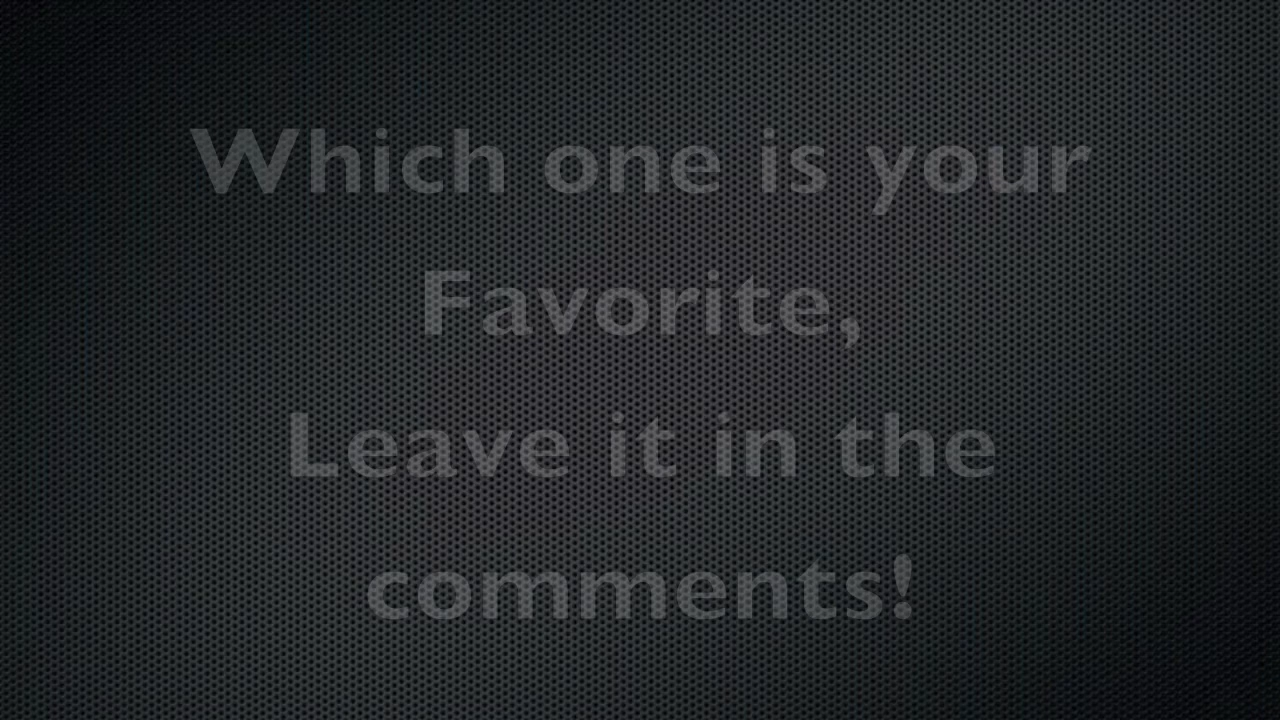 Which one is your
Favorite,
Leave it in the
comments!